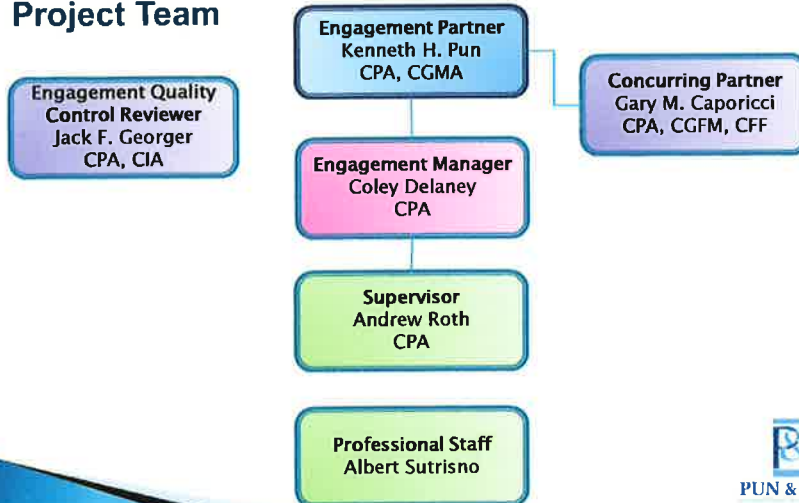 Project Team
Engagement Partner
Kenneth H. Pun
CPA, CGMA
Engagement Quality
Control Reviewer
Jack F. Georger
CPA, CIA
Concurring Partner
Gary M. Caporicci
CPA, CGFM, CFF
Engagement Manager
Coley Delaney
CPA
Supervisor
Andrew Roth
CPA
Professional Staff
Albert Sutrisno
PUN &